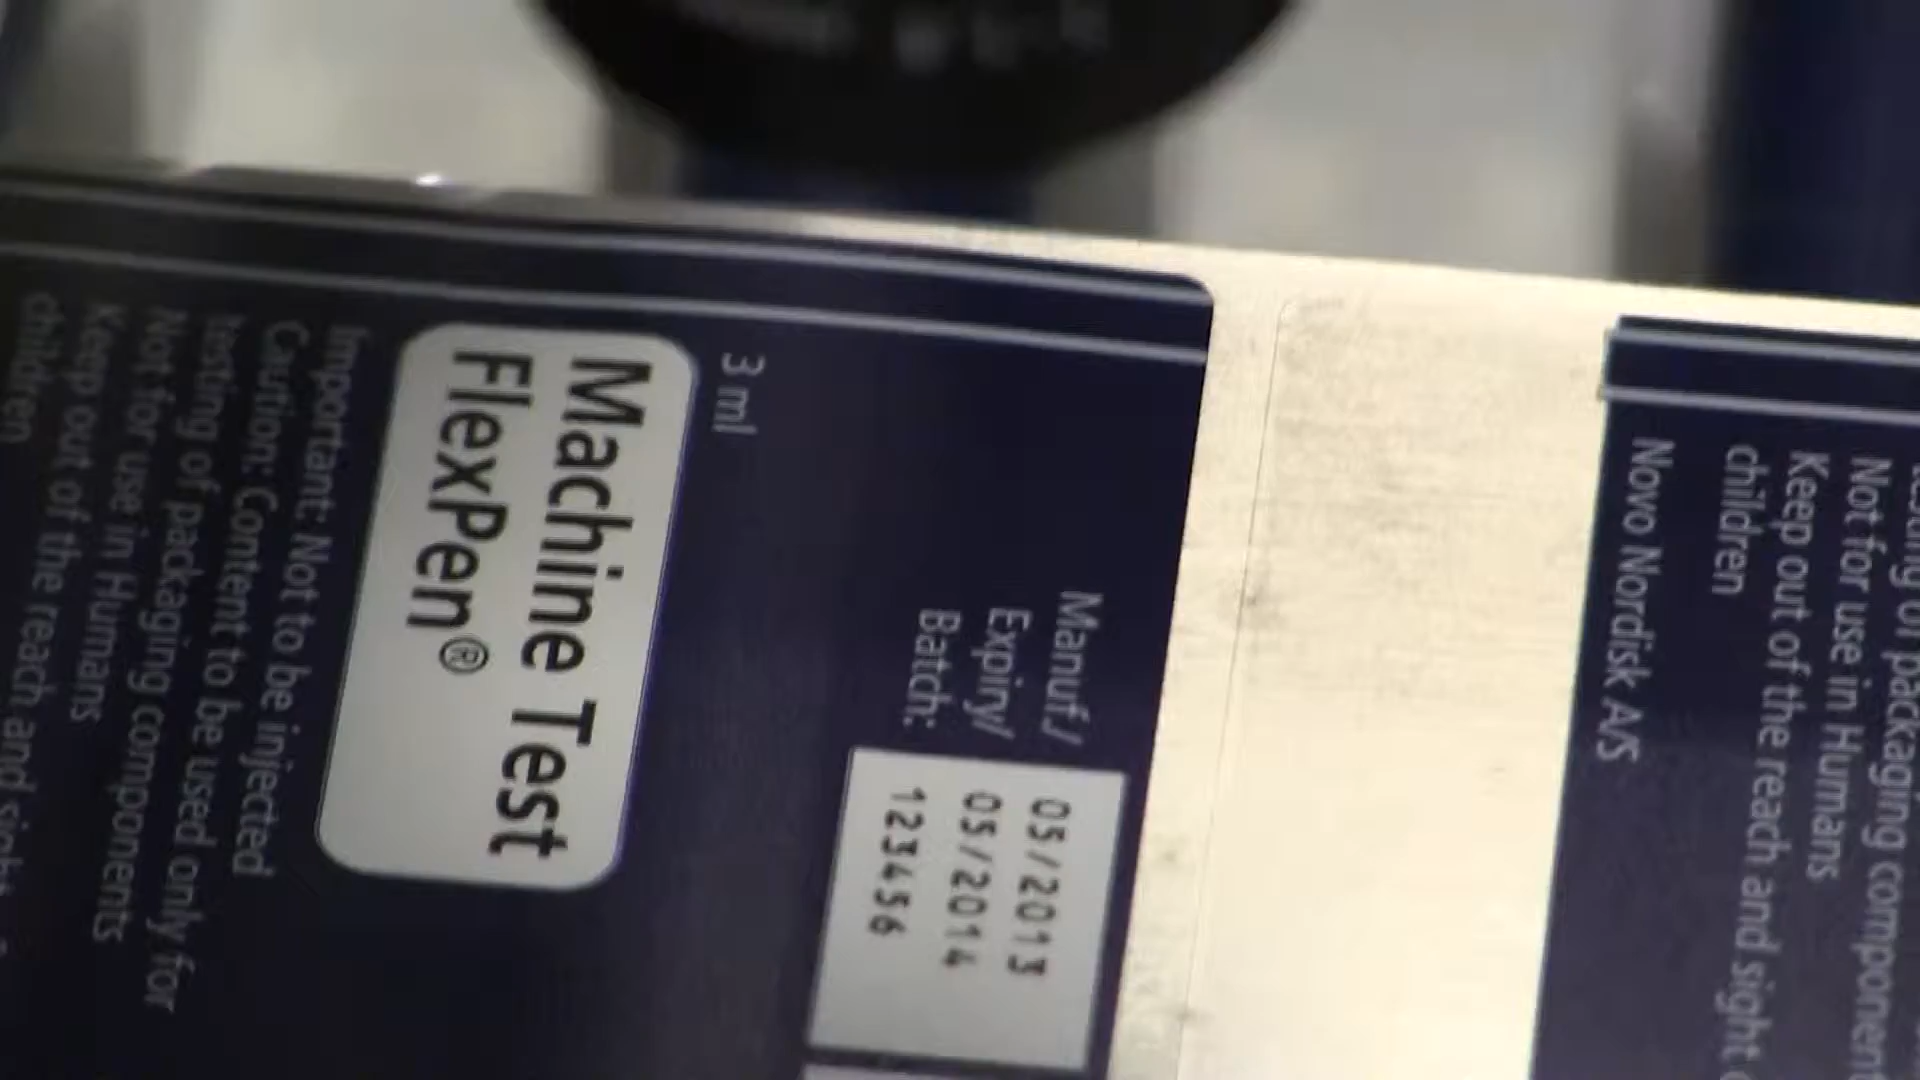 Manuf./ 05/2013
Expiry/ 05/2014
Batch: 123456
3 ml
Machine Test
FlexPen®
Important: Not to be injected
Caution: Content to be used only for
testing of packaging components
Not for use in Humans
Keep out of the reach and sight
children
of packaging component
Not for use in Humans
Keep out of the reach and sight
children
Novo Nordisk A/S